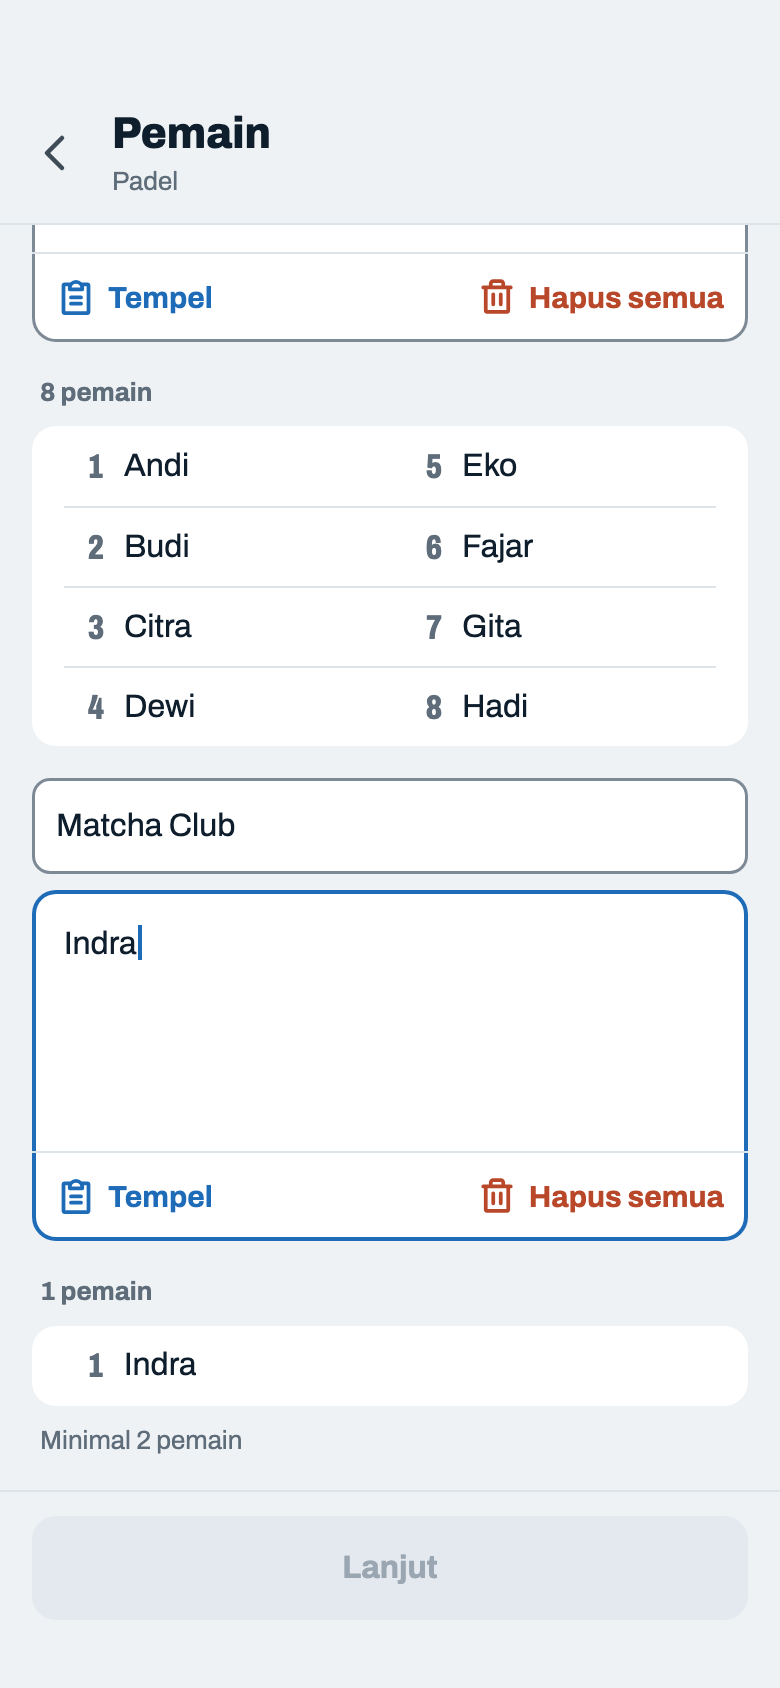 Pemain
Padel
Tempel
Hapus semua
8 pemain
1 Andi
5 Eko
2 Budi
6 Fajar
3 Citra
7 Gita
4 Dewi
8 Hadi
Matcha Club
Indra
Tempel
Hapus semua
1 pemain
1 Indra
Minimal 2 pemain
Lanjut